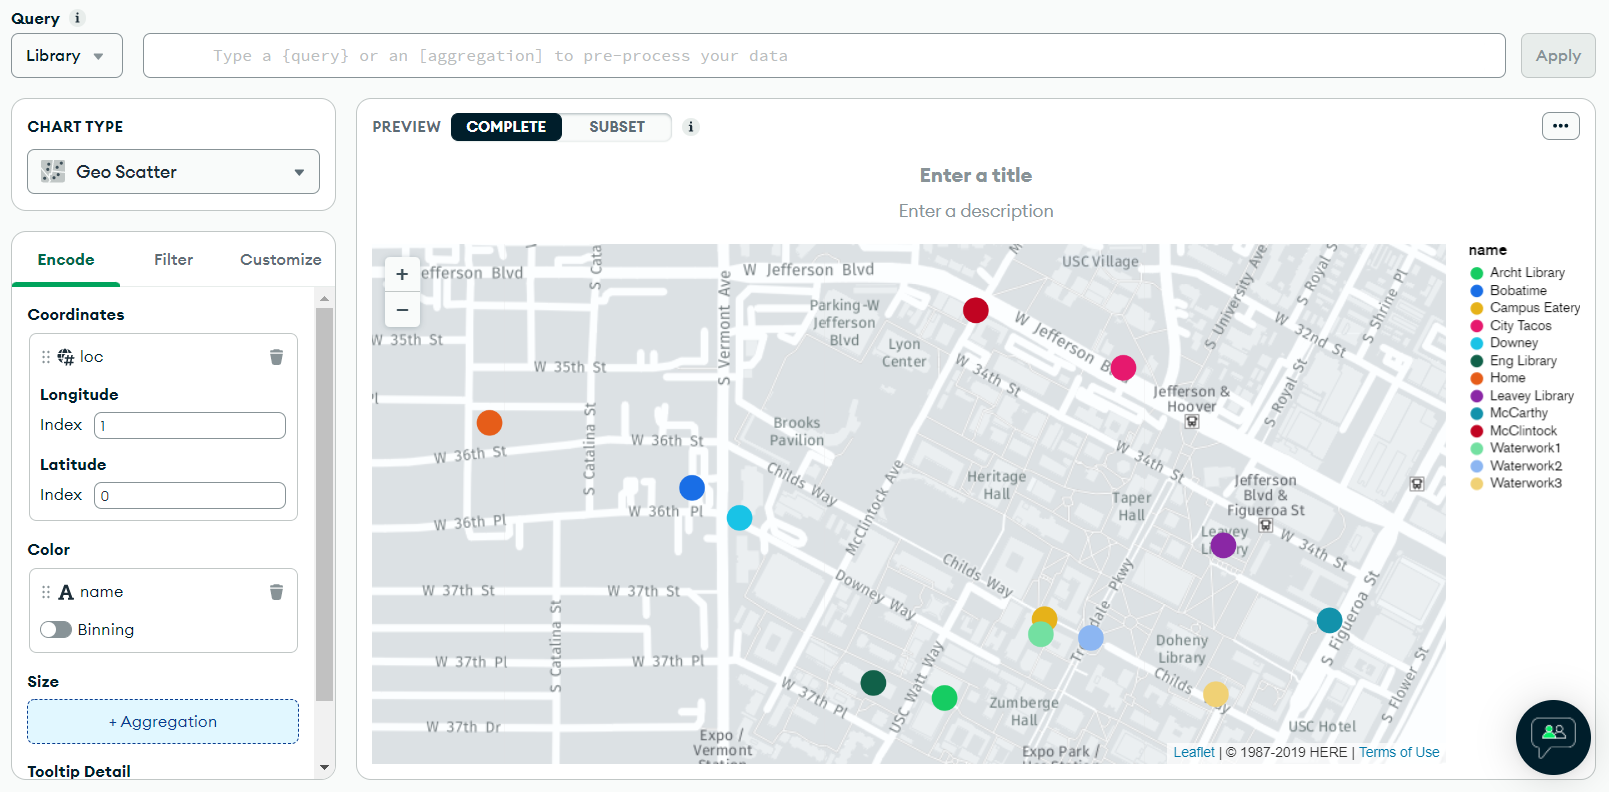 Query i
Library
Type a {query} or an [aggregation] to pre-process your data
Apply
CHART TYPE
Geo Scatter
Encode
Filter
Customize
Coordinates
loc
Longitude
Index 1
Latitude
Index 0
Color
A name
Binning
Size
+ Aggregation
Tooltip Detail
PREVIEW COMPLETE SUBSET i
Enter a title
Enter a description
+
−
efferson Blvd
S Cata
W Jefferson Blvd
USC Village
University Ave
S Royal S
S Shrine Pl
W 35th St
S Vermont Ave
Parking-W
Jefferson
Blvd
Lyon
Center
W Jefferson B
W 32nd St
W 35th St
W 34th St
Jefferson &
Hoover
S Royal St
S Catalina St
W 36th St
W 36th St
Brooks
Pavilion
Childs Way
McClintock Ave
Heritage
Hall
W 34th St
Taper
Hall
Jefferson
Blvd &
Figueroa St
W 36th Pl
W 36th Pl
W 34th St
W 37th St
W 37th St
Downey Way
Childs Way
Pkwy
S Figueroa St
S Catalina St
W 37th Pl
W 37th Pl
W 37th Pl
USC Watt Way
Doheny
Library
Childs
S Flower St
W 37th Dr
Zumberge
Hall
USC Hotel
Expo /
Vermont
Station
Expo Park /
Leaflet | © 1987-2019 HERE | Terms of Use
name
Archt Library
Bobatime
Campus Eatery
City Tacos
Downey
Eng Library
Home
Leavey Library
McCarthy
McClintock
Waterwork1
Waterwork2
Waterwork3